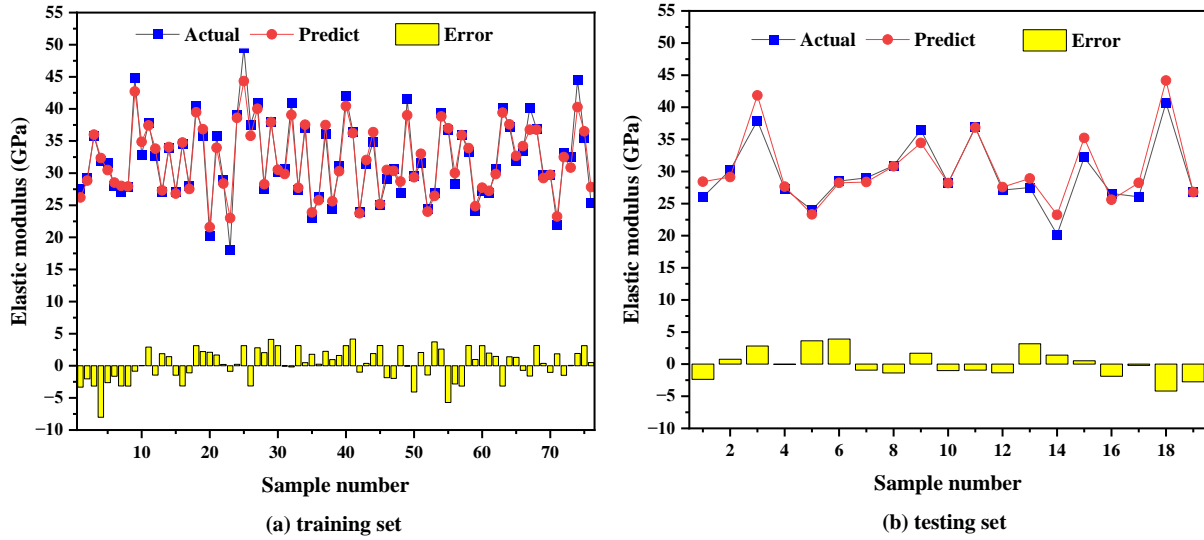 Actual Predict Error
Elastic modulus (GPa)
55
50
45
40
35
30
25
20
15
10
5
0
−5
−10
10 20 30 40 50 60 70
Sample number
(a) training set
Actual Predict Error
Elastic modulus (GPa)
55
50
45
40
35
30
25
20
15
10
5
0
−5
−10
2 4 6 8 10 12 14 16 18
Sample number
(b) testing set